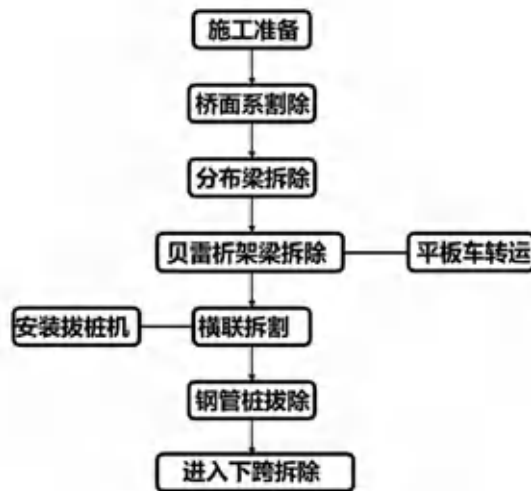 施工准备
桥面系割除
分布梁拆除
贝雷折架梁拆除
平板车转运
安装拔桩机
横联拆割
钢管桩拔除
进入下跨拆除